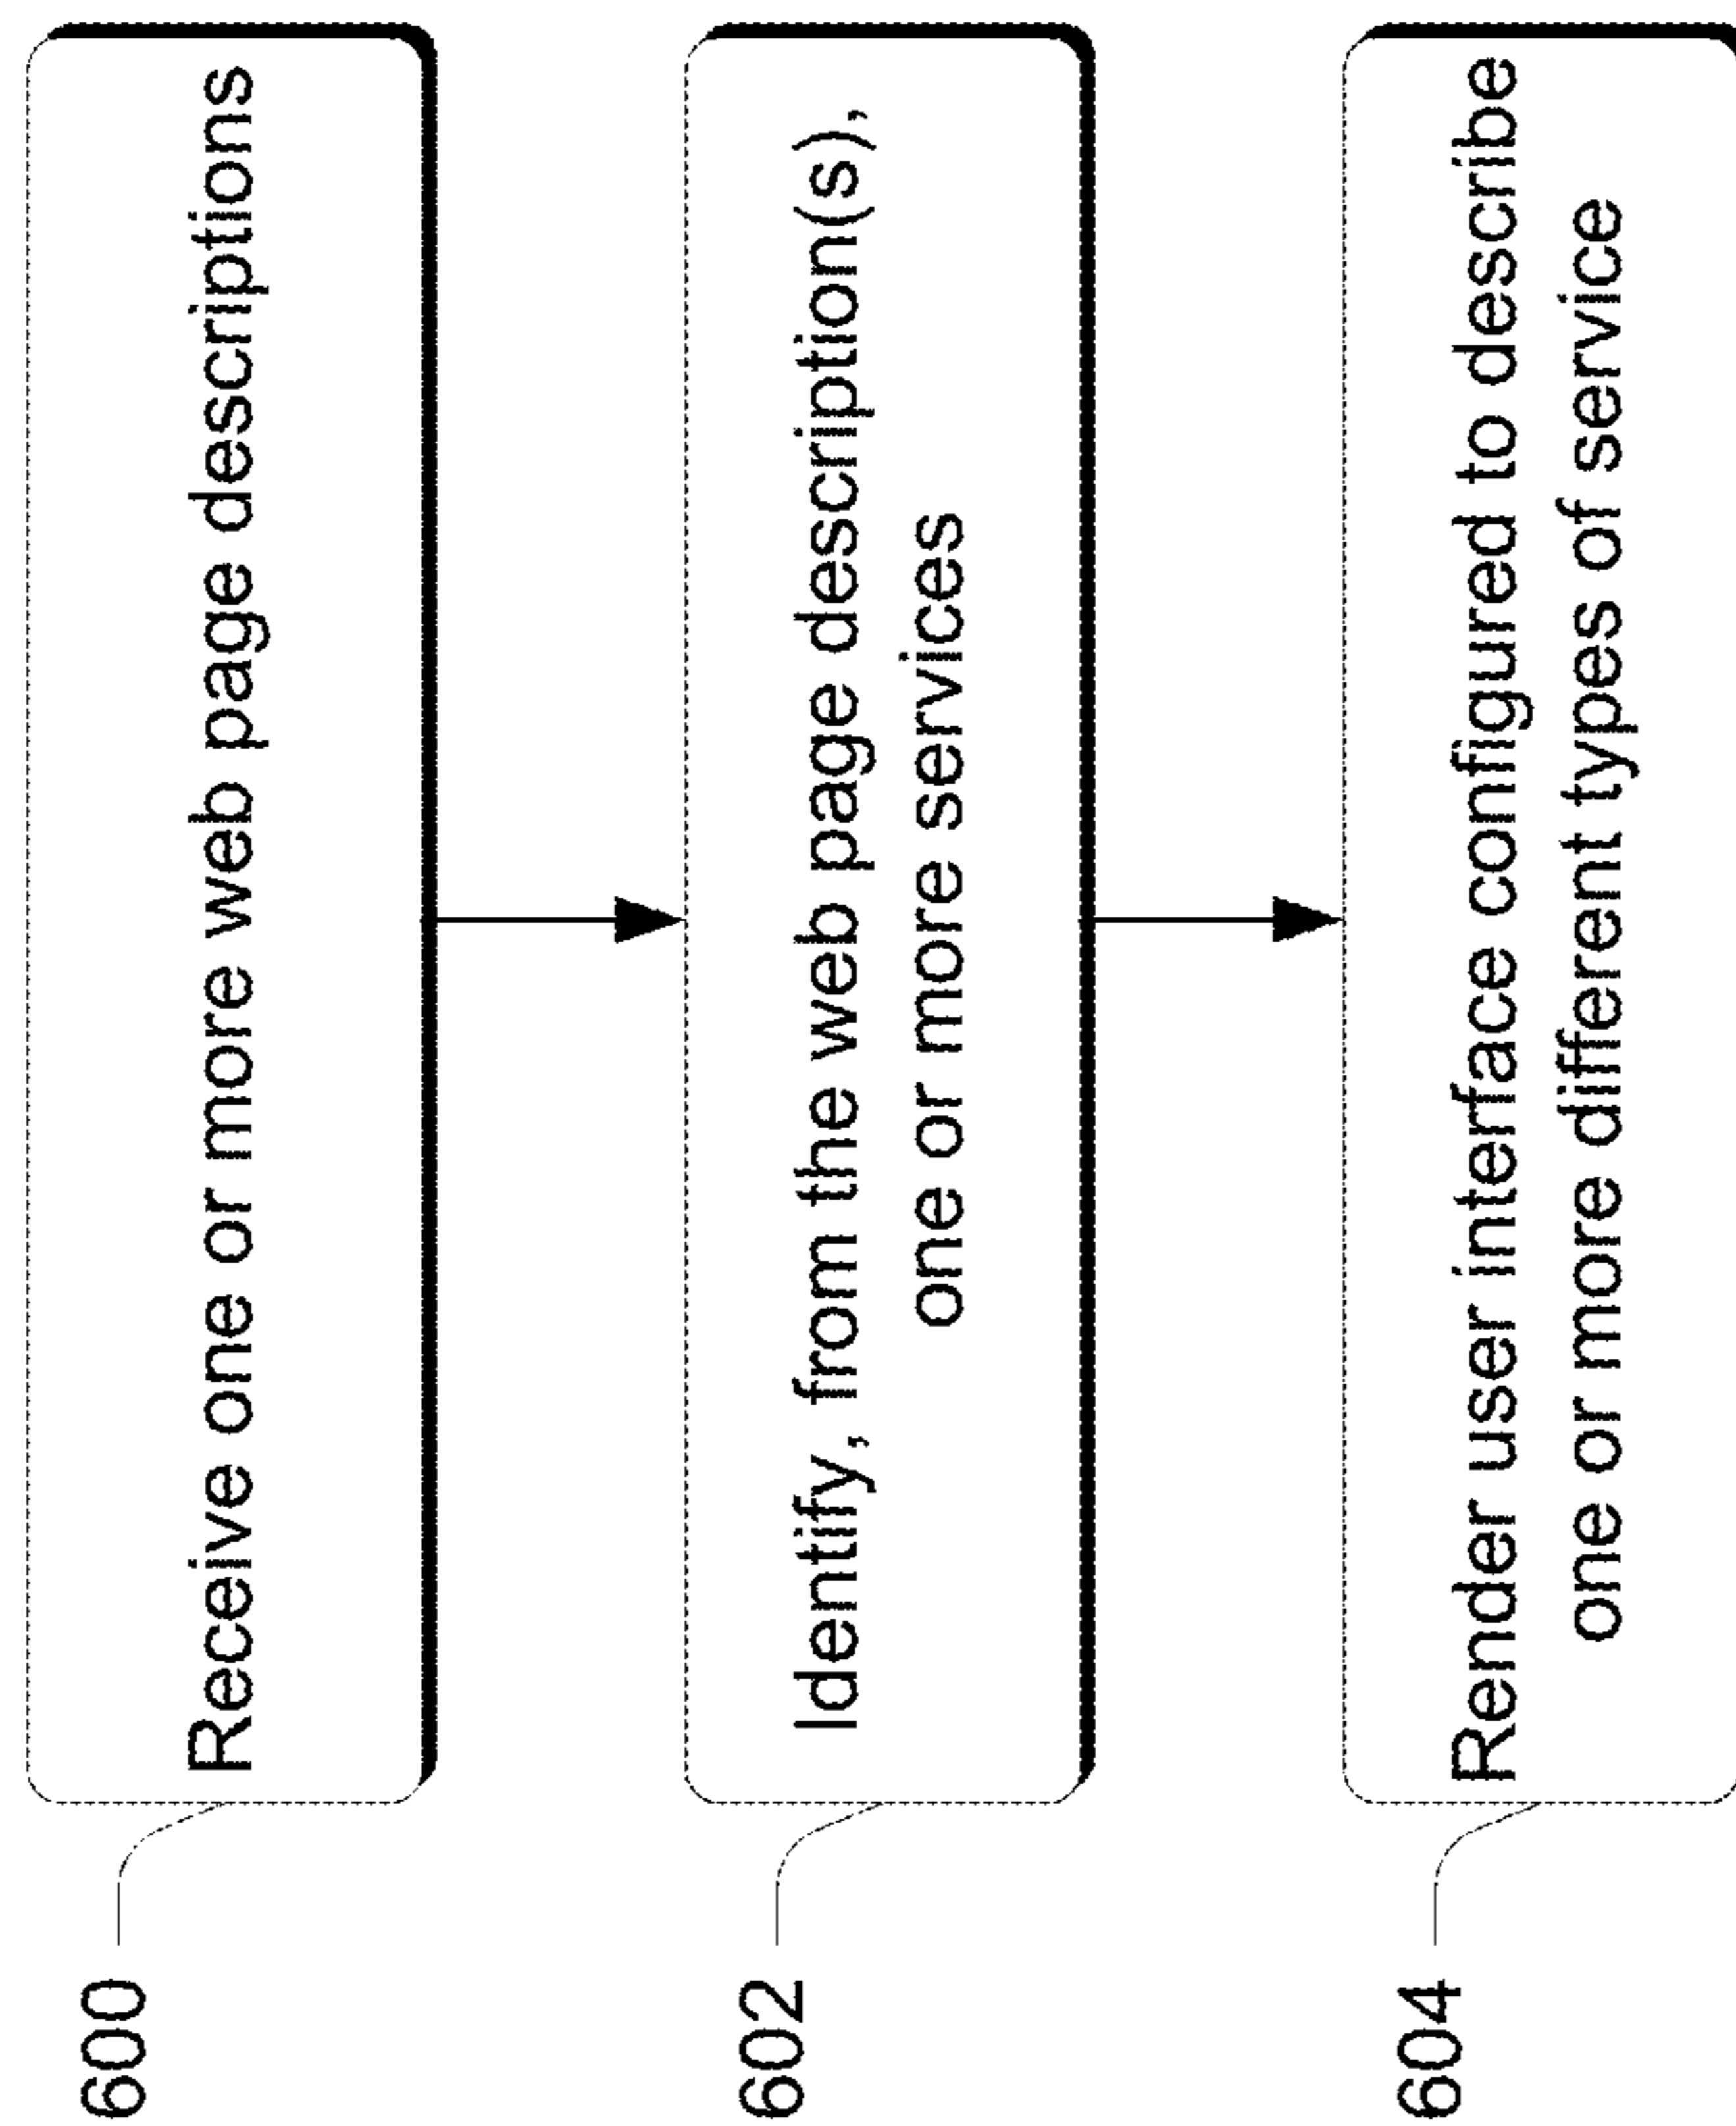 600
Receive one or more web page descriptions
602
Identify, from the web page description(s),
one or more services
604
Render user interface configured to describe
one or more different types of service